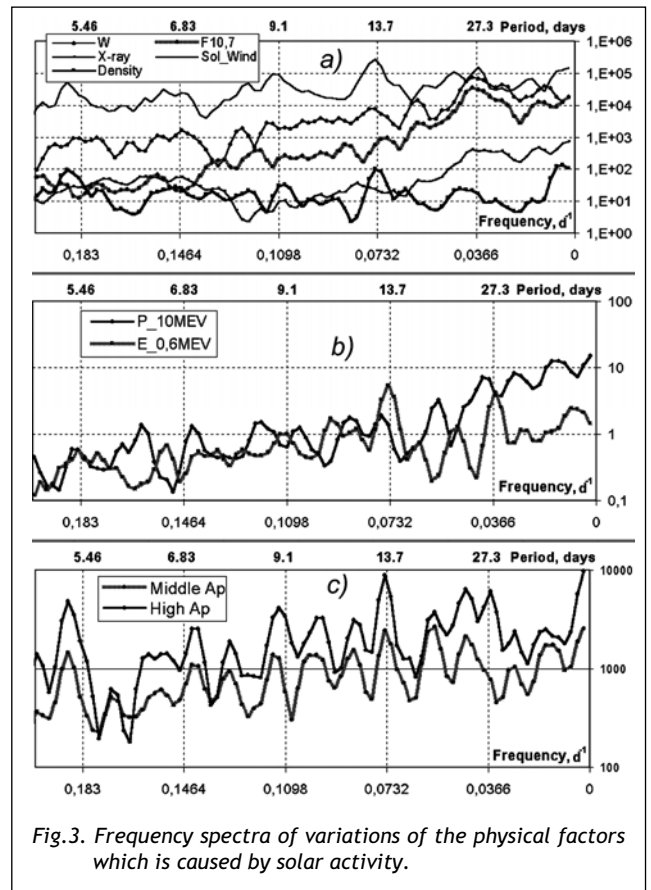 5.46 6.83 9.1 13.7 27.3 Period, days
W F10,7
X-ray Sol_Wind
Density
a)
1,E+06
1,E+05
1,E+04
1,E+03
1,E+02
1,E+01
1,E+00
Frequency, d-1
0,183 0,1464 0,1098 0,0732 0,0366 0
5.46 6.83 9.1 13.7 27.3 Period, days
P_10MEV
E_0,6MEV
b)
100
10
1
0,1
Frequency, d-1
0,183 0,1464 0,1098 0,0732 0,0366 0
5.46 6.83 9.1 13.7 27.3 Period, days
Middle Ap
High Ap
c)
10000
1000
100
Frequency, d-1
0,183 0,1464 0,1098 0,0732 0,0366 0
Fig.3. Frequency spectra of variations of the physical factors
which is caused by solar activity.